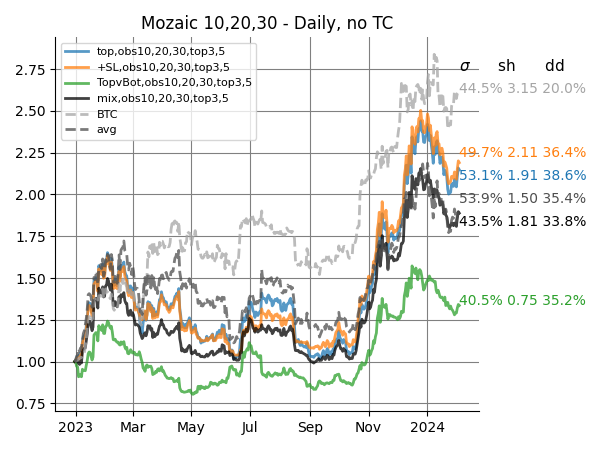 Mozaic 10,20,30 - Daily, no TC
top,obs10,20,30,top3,5
+SL,obs10,20,30,top3,5
TopvBot,obs10,20,30,top3,5
mix,obs10,20,30,top3,5
BTC
avg
σ sh dd
44.5% 3.15 20.0%
49.7% 2.11 36.4%
53.1% 1.91 38.6%
53.9% 1.50 35.4%
43.5% 1.81 33.8%
40.5% 0.75 35.2%
2.75
2.50
2.25
2.00
1.75
1.50
1.25
1.00
0.75
2023 Mar May Jul Sep Nov 2024